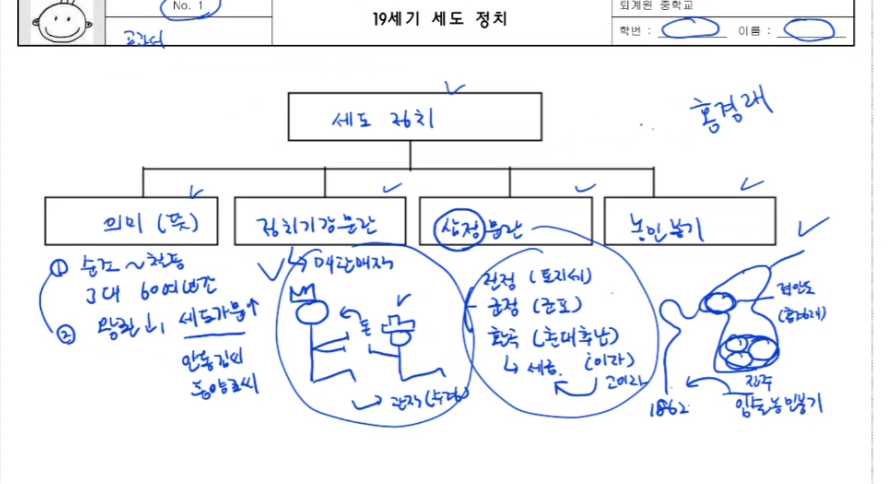 No. 1
19세기 세도 정치
퇴계원 중학교
학번 :
이름 :
교과서
세도 정치
홍경래
의미 (뜻)
정치기강문란
삼정문란
농민봉기
① 순조~철종
3대 60여년간
② 왕권↓, 세도가문↑
안동김씨
풍양조씨
매관매직
돈
관직(수령)
전정 (토지세)
군정 (군포)
환곡 (춘대추납)
↳ 세금 (이자)
고이자
평안도
(홍경래)
진주
1862
임술농민봉기